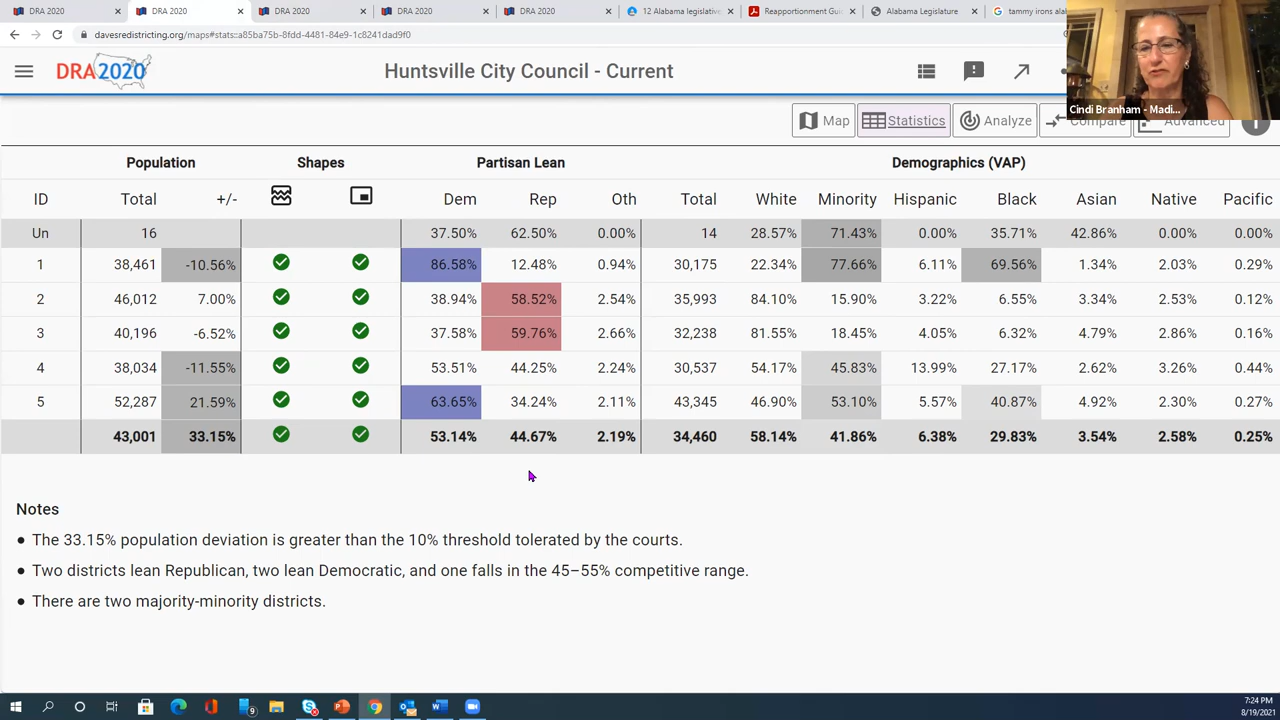 DRA 2020 DRA 2020 DRA 2020 DRA 2020 DRA 2020 12 Alabama legislative Reapportionment Gui Alabama Legislature tammy irons ala
davesredistricting.org/maps#stats::a85ba75b-8fdd-4481-84e9-1c8241dad9f0
DRA2020 Huntsville City Council - Current
Cindi Branham - Madi...
Map Statistics Analyze Compare Advanced
Population Shapes Partisan Lean Demographics (VAP)
ID Total +/- Dem Rep Oth Total White Minority Hispanic Black Asian Native Pacific
Un 16 37.50% 62.50% 0.00% 14 28.57% 71.43% 0.00% 35.71% 42.86% 0.00% 0.00%
1 38,461 -10.56% 86.58% 12.48% 0.94% 30,175 22.34% 77.66% 6.11% 69.56% 1.34% 2.03% 0.29%
2 46,012 7.00% 38.94% 58.52% 2.54% 35,993 84.10% 15.90% 3.22% 6.55% 3.34% 2.53% 0.12%
3 40,196 -6.52% 37.58% 59.76% 2.66% 32,238 81.55% 18.45% 4.05% 6.32% 4.79% 2.86% 0.16%
4 38,034 -11.55% 53.51% 44.25% 2.24% 30,537 54.17% 45.83% 13.99% 27.17% 2.62% 3.26% 0.44%
5 52,287 21.59% 63.65% 34.24% 2.11% 43,345 46.90% 53.10% 5.57% 40.87% 4.92% 2.30% 0.27%
43,001 33.15% 53.14% 44.67% 2.19% 34,460 58.14% 41.86% 6.38% 29.83% 3.54% 2.58% 0.25%
Notes
● The 33.15% population deviation is greater than the 10% threshold tolerated by the courts.
● Two districts lean Republican, two lean Democratic, and one falls in the 45–55% competitive range.
● There are two majority-minority districts.
7:24 PM
8/19/2021